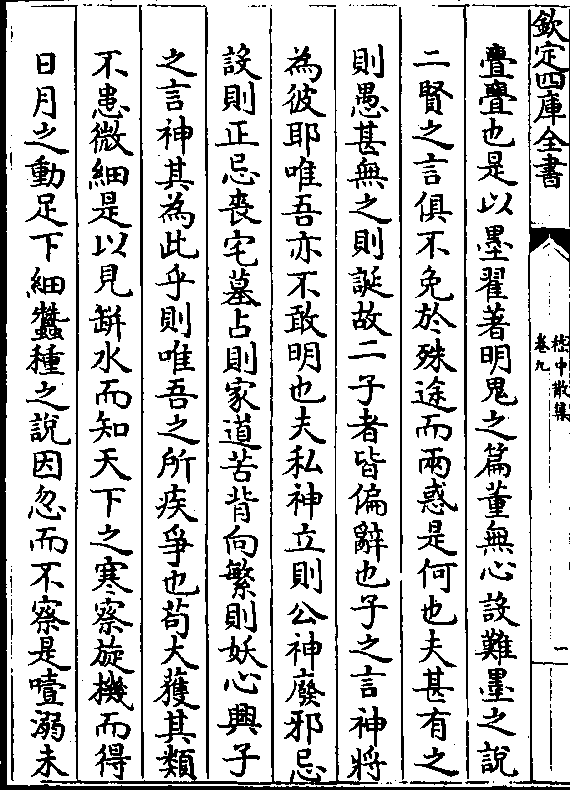 欽定四庫全書
嵇中散集
卷九
一
亹亹也是以墨翟著明鬼之篇董無心設難墨之說
二賢之言俱不免於殊途而兩惑是何也夫甚有之
則愚甚無之則誕故二子者皆偏辭也子之言神將
為彼耶唯吾亦不敢明也夫私神立則公神廢邪忌
設則正忌喪宅墓占則家道苦背向繁則妖心興子
之言神其為此乎則唯吾之所疾爭也苟大獲其類
不患微細是以見缾水而知天下之寒察旋機而得
日月之動足下細蠶種之說因忽而不察是噎溺未